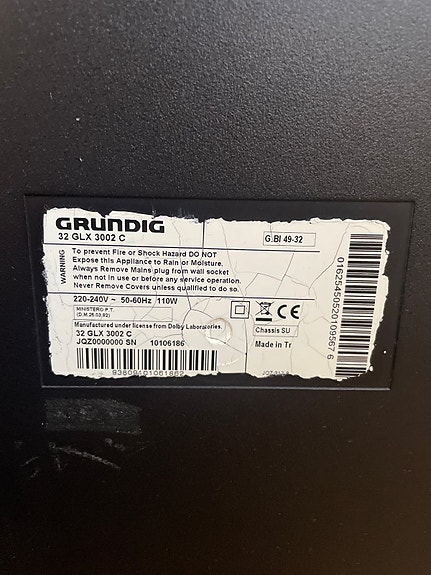 GRUNDIG
32 GLX 3002 C
G.BI 49-32
WARNING
To prevent Fire or Shock Hazard DO NOT
Expose this Appliance to Rain or Moisture.
Always Remove Mains plug from wall socket
when not in use or before any service operation.
Never Remove Covers unless qualified to do so.
220-240V ~ 50-60Hz 110W
MINISTERO P.T.
Manufactured under license from Dolby Laboratories.
32 GLX 3002 C
JQZ0000000 SN 10106186
CE
Chassis SU
Made in Tr